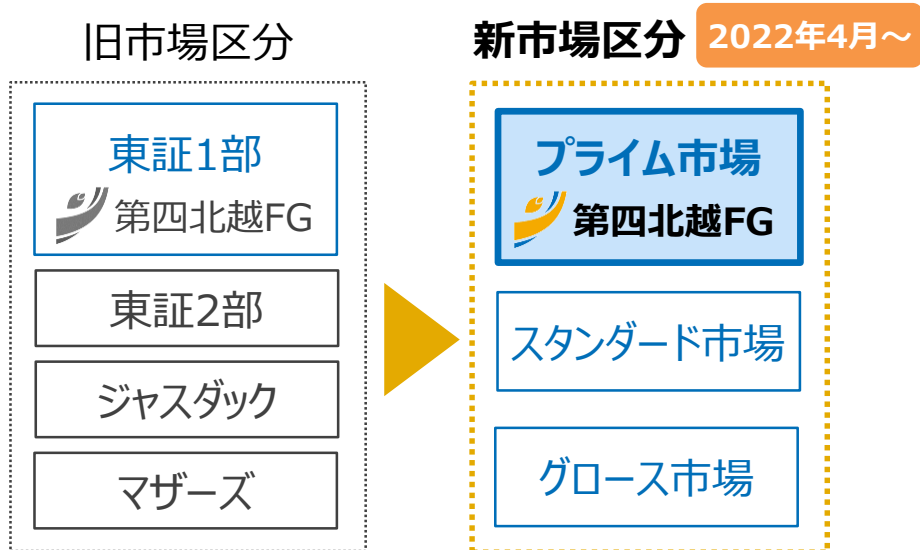 旧市場区分
東証1部
第四北越FG
東証2部
ジャスダック
マザーズ
新市場区分
2022年4月～
プライム市場
第四北越FG
スタンダード市場
グロース市場